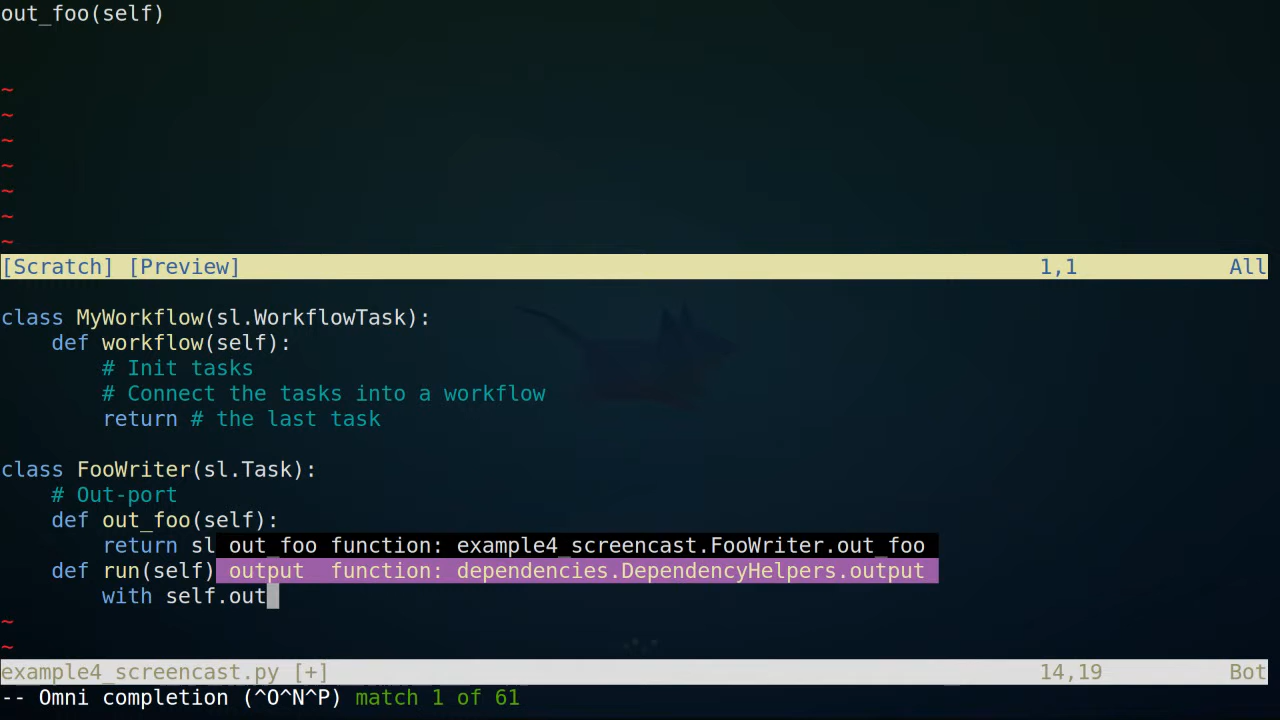 out_foo(self)
~
~
~
~
~
~
~
[Scratch] [Preview] 1,1 All
class MyWorkflow(sl.WorkflowTask):
    def workflow(self):
        # Init tasks
        # Connect the tasks into a workflow
        return # the last task
class FooWriter(sl.Task):
    # Out-port
    def out_foo(self):
        return sl out_foo function: example4_screencast.FooWriter.out_foo
    def run(self) output  function: dependencies.DependencyHelpers.output
        with self.out
~
~
example4_screencast.py [+] 14,19 Bot
-- Omni completion (^O^N^P) match 1 of 61